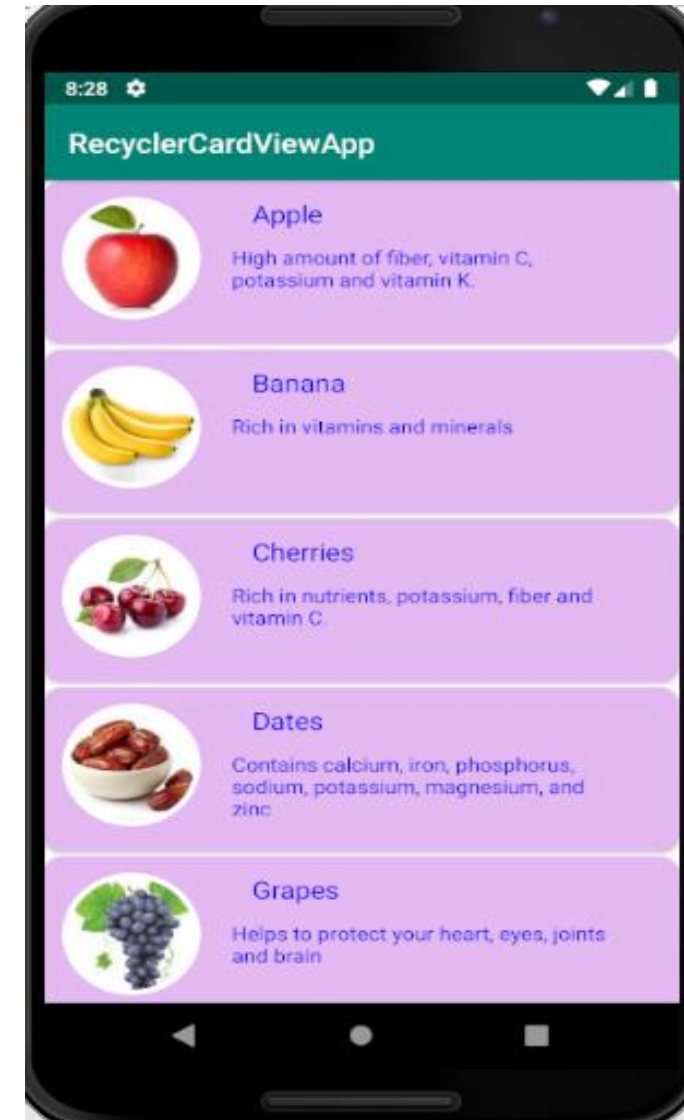 8:28
RecyclerCardViewApp
Apple
High amount of fiber, vitamin C,
potassium and vitamin K.
Banana
Rich in vitamins and minerals
Cherries
Rich in nutrients, potassium, fiber and
vitamin C.
Dates
Contains calcium, iron, phosphorus,
sodium, potassium, magnesium, and
zinc
Grapes
Helps to protect your heart, eyes, joints
and brain